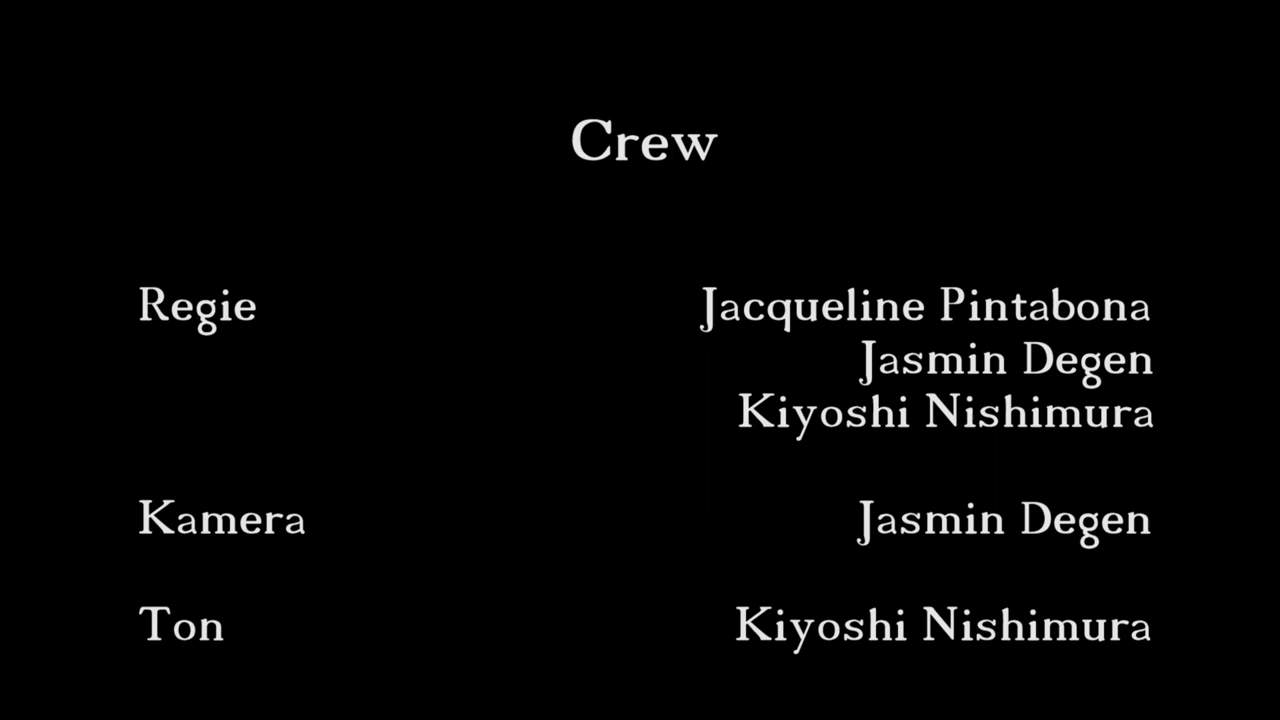 Crew
Regie Jacqueline Pintabona
Jasmin Degen
Kiyoshi Nishimura
Kamera Jasmin Degen
Ton Kiyoshi Nishimura